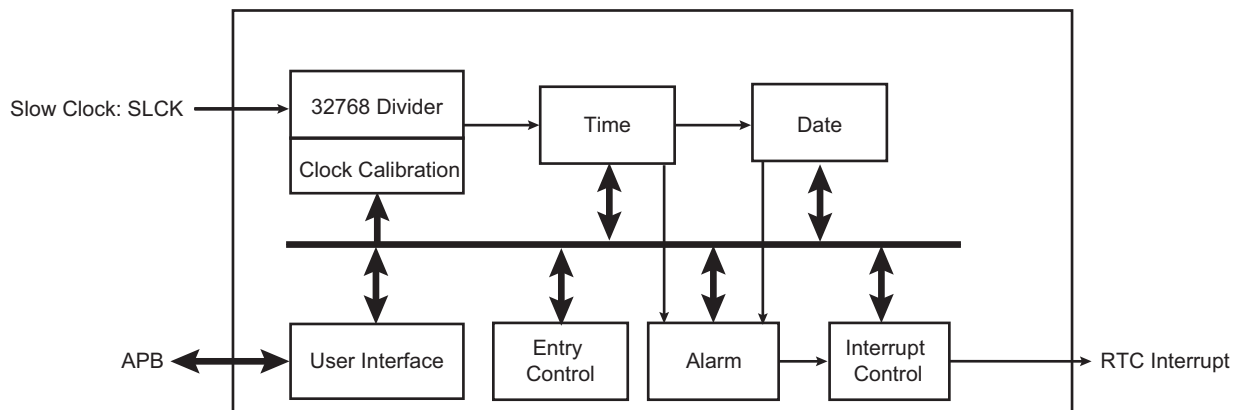 Slow Clock: SLCK
32768 Divider
Clock Calibration
Time
Date
APB
User Interface
Entry
Control
Alarm
Interrupt
Control
RTC Interrupt